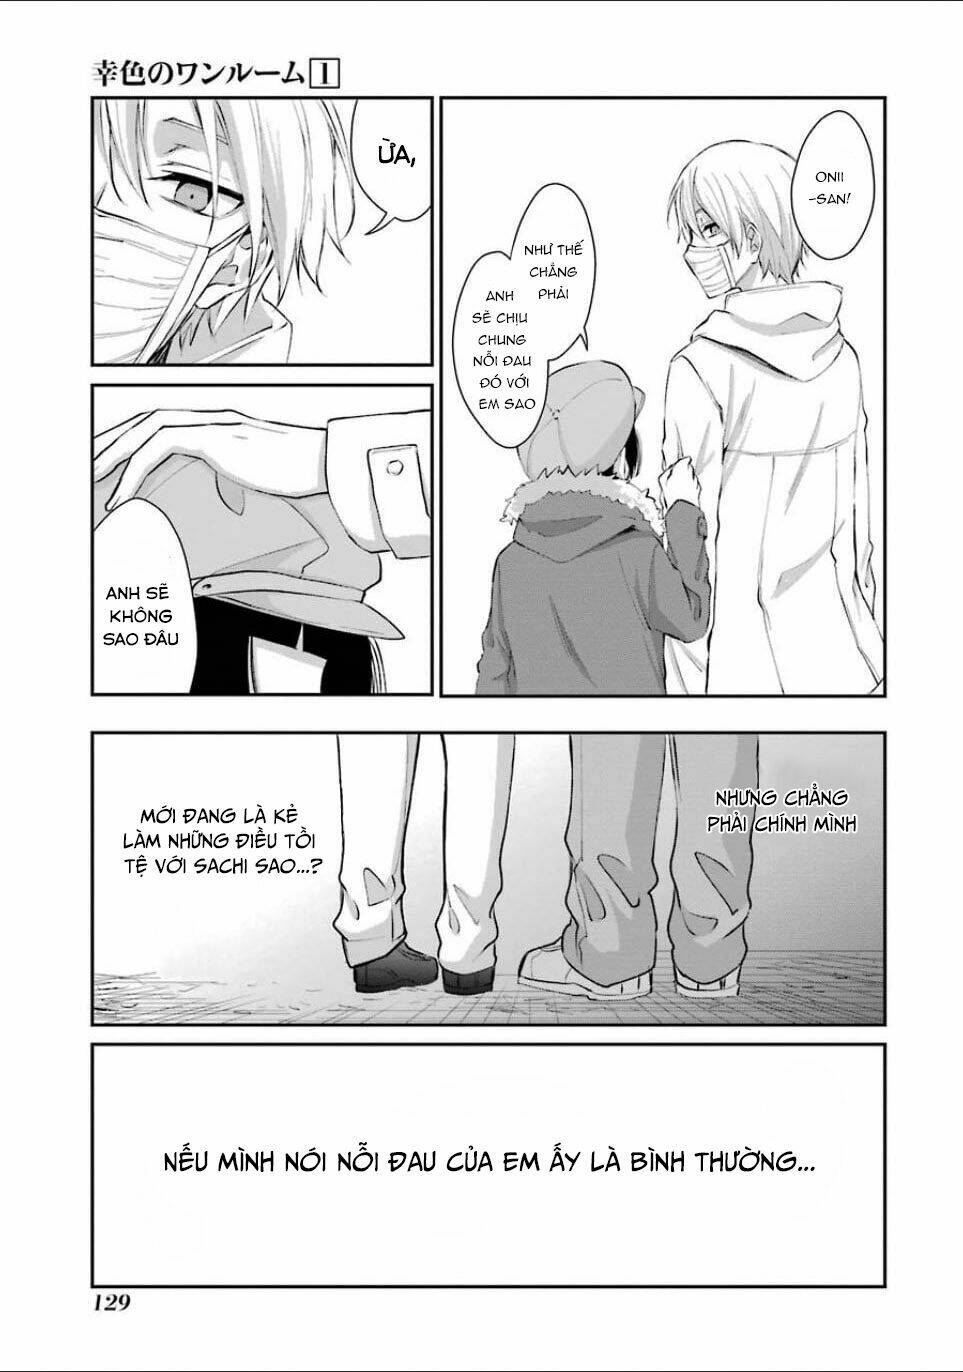 幸色のワンルーム 1
ONII
-SAN!
NHƯ THẾ
CHẲNG
PHẢI
ANH
SẼ CHỊU
CHUNG
NỖI ĐAU
ĐÓ VỚI
EM SAO
ỪA,
ANH SẼ
KHÔNG
SAO ĐÂU
NHƯNG CHẲNG
PHẢI CHÍNH MÌNH
MỚI ĐANG LÀ KẺ
LÀM NHỮNG ĐIỀU TỒI
TỆ VỚI SACHI SAO...?
NẾU MÌNH NÓI NỖI ĐAU CỦA EM ẤY LÀ BÌNH THƯỜNG...
129